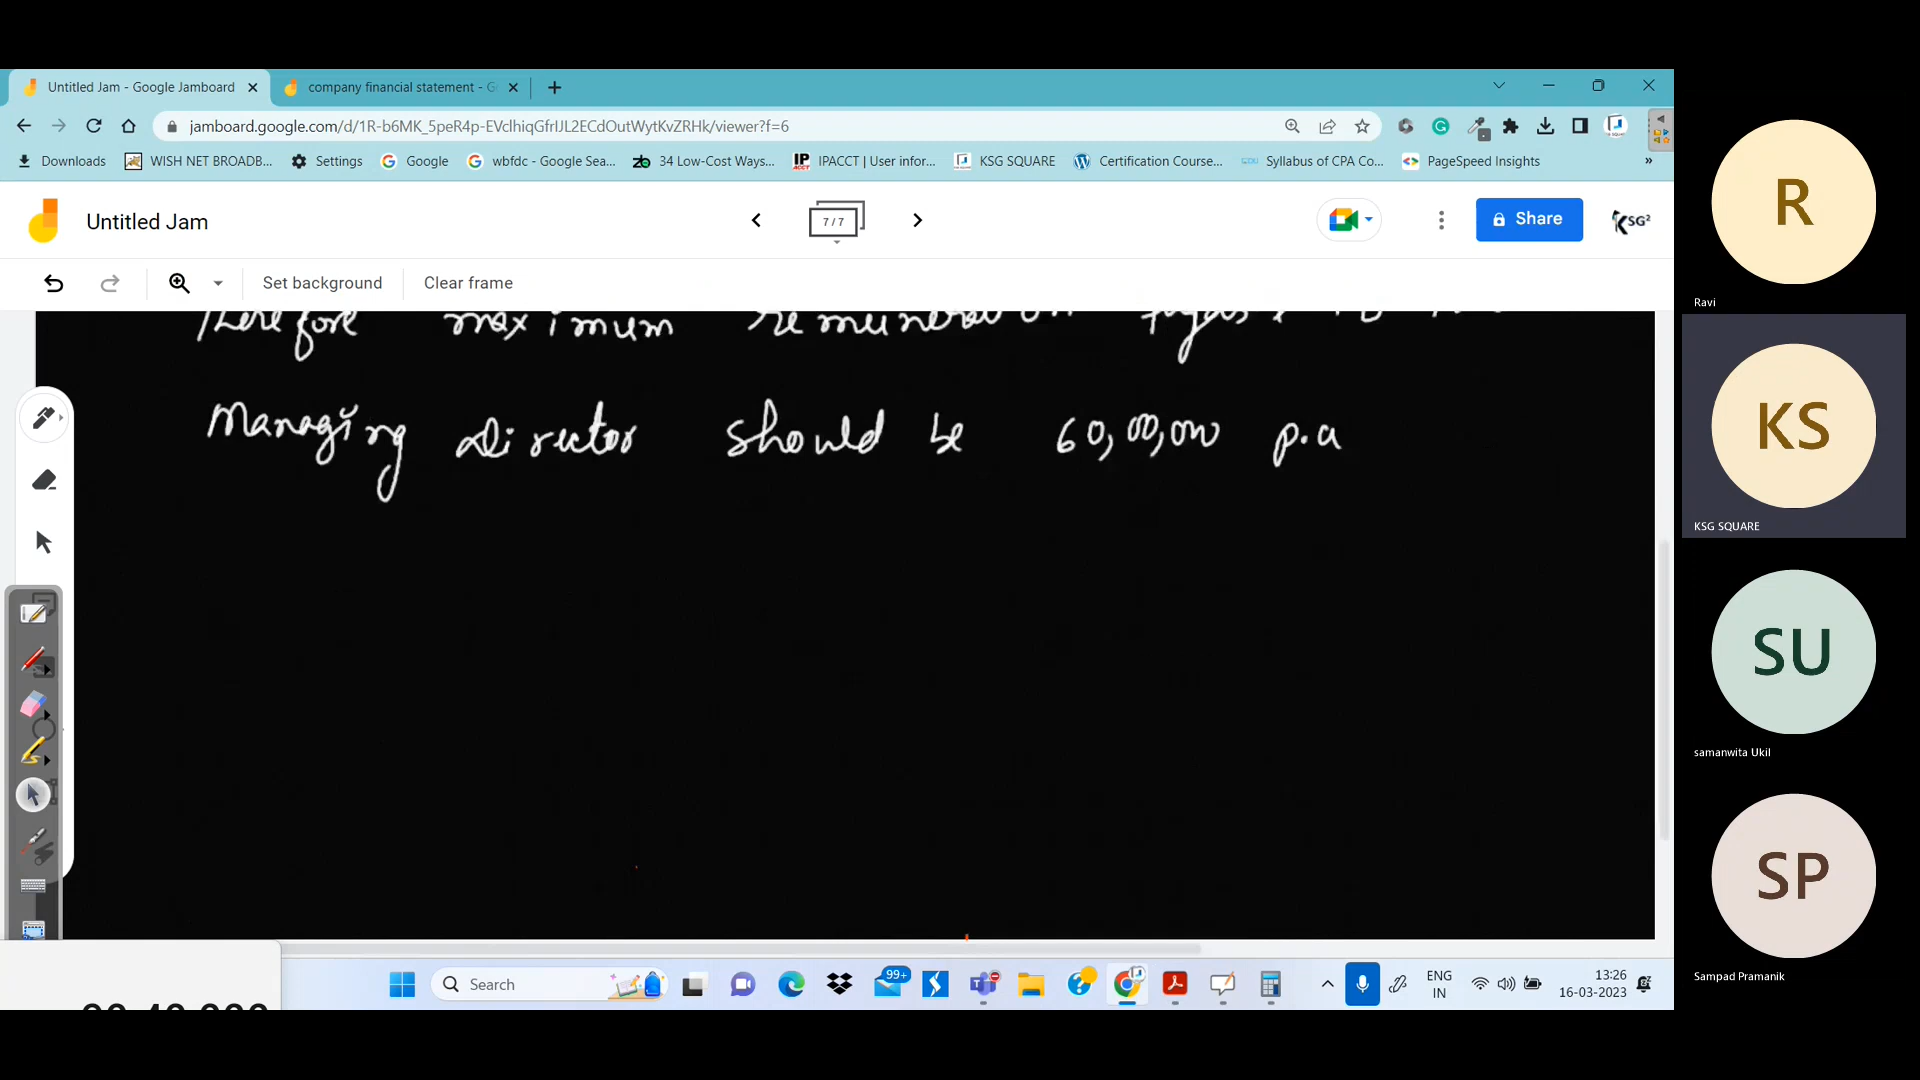 Untitled Jam - Google Jamboard
company financial statement - G
jamboard.google.com/d/1R-b6MK_5peR4p-EVclhiqGfrIJL2ECdOutWytKvZRHk/viewer?f=6
Downloads WISH NET BROADB... Settings Google wbfdc - Google Sea... 34 Low-Cost Ways... IPACCT | User infor... KSG SQUARE Certification Course... Syllabus of CPA Co... PageSpeed Insights »
Untitled Jam
7 / 7
Share
KSG²
Set background
Clear frame
Therefore maximum remuneration
Managing Director should be 60,00,000 p.a
R
Ravi
KS
KSG SQUARE
SU
samanwita Ukil
SP
Sampad Pramanik
Search
99+
ENG
IN
13:26
16-03-2023